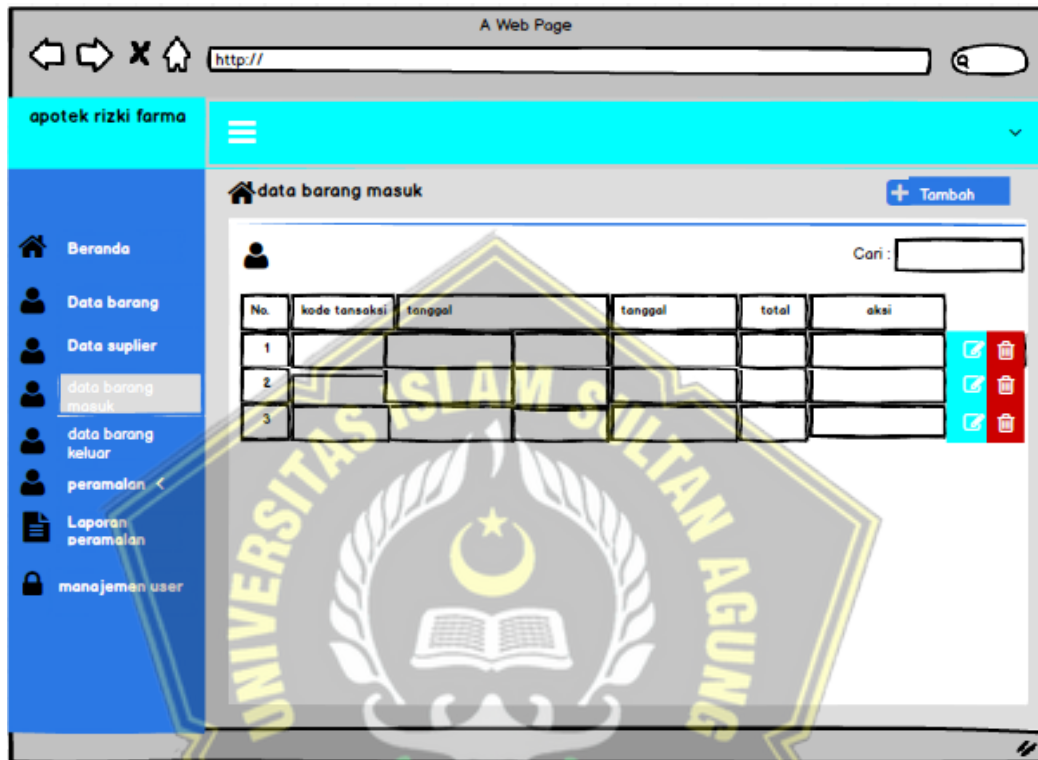 A Web Page
http://
apotek rizki farma
data barang masuk
Tambah
Beranda
Data barang
Data suplier
data barang
masuk
data barang
keluar
peramalan <
Laporan
peramalan
manajemen user
Cari :
No. kode tansaksi tanggal tanggal total aksi
1
2
3
UNIVERSITAS ISLAM SULTAN AGUNG